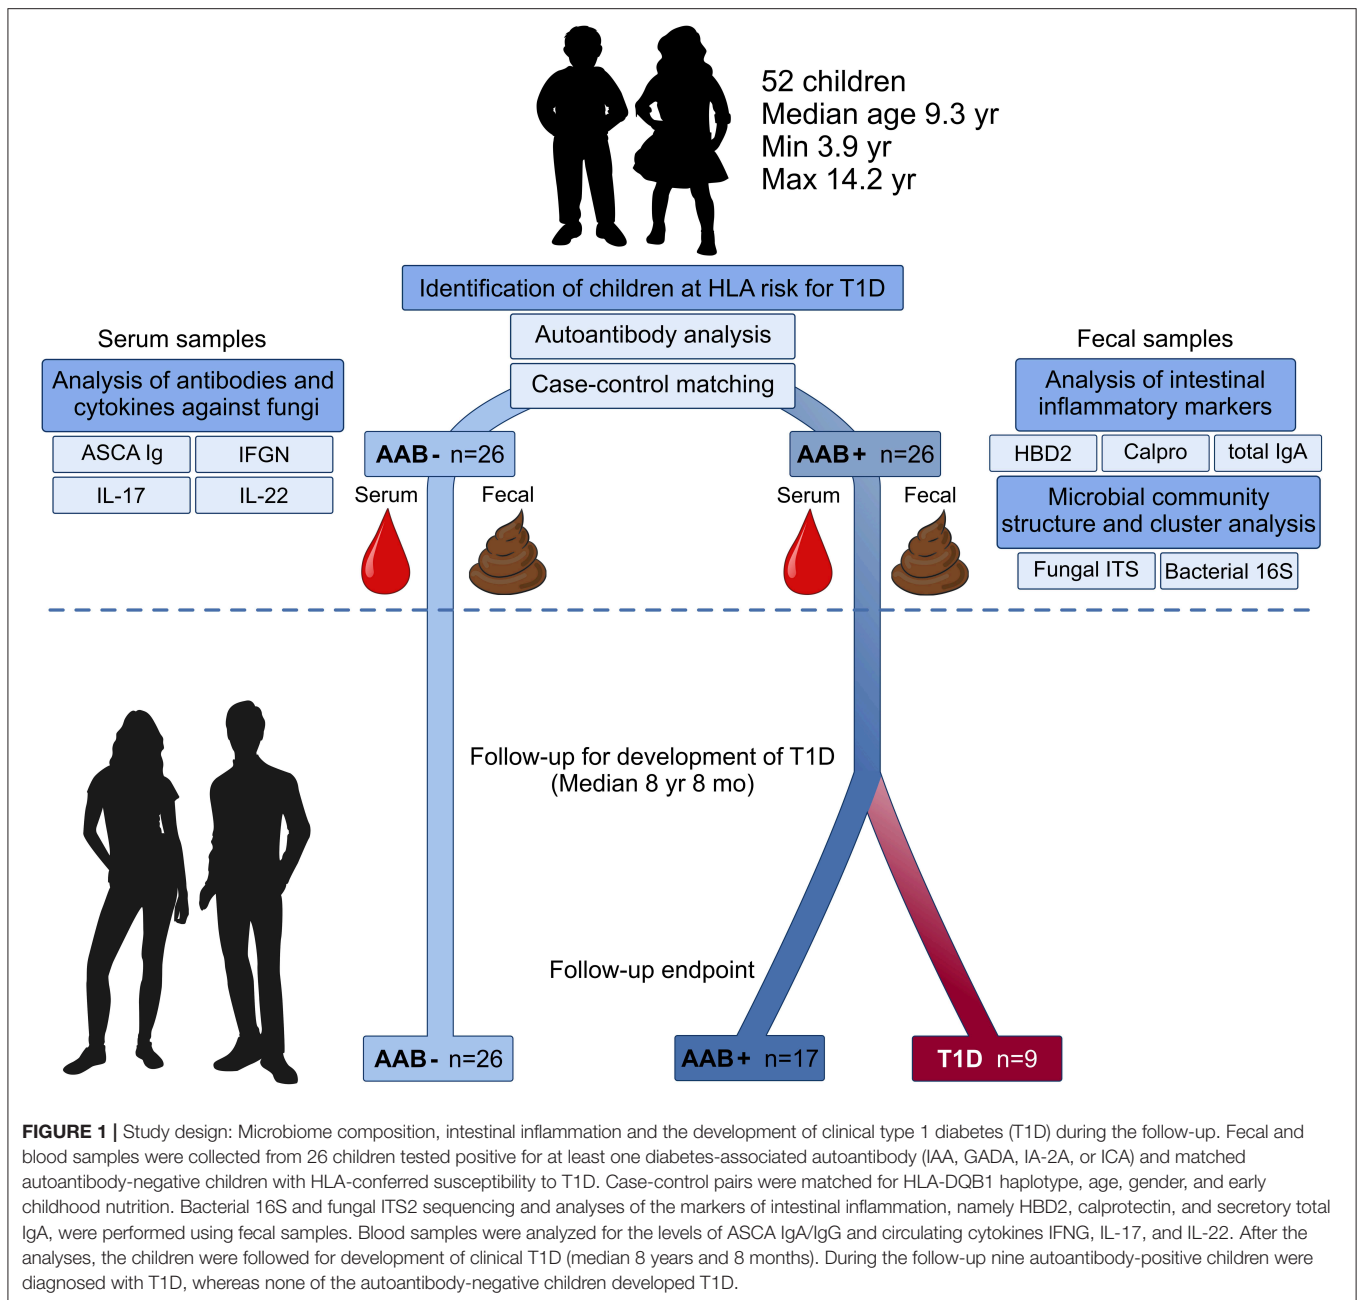 52 children
Median age 9.3 yr
Min 3.9 yr
Max 14.2 yr
Identification of children at HLA risk for T1D
Autoantibody analysis
Case-control matching
Serum samples
Analysis of antibodies and
cytokines against fungi
ASCA Ig
IFGN
IL-17
IL-22
Fecal samples
Analysis of intestinal
inflammatory markers
HBD2
Calpro
total IgA
Microbial community
structure and cluster analysis
Fungal ITS
Bacterial 16S
AAB- n=26
Serum
Fecal
AAB+ n=26
Serum
Fecal
Follow-up for development of T1D
(Median 8 yr 8 mo)
Follow-up endpoint
AAB- n=26
AAB+ n=17
T1D n=9
FIGURE 1 | Study design: Microbiome composition, intestinal inflammation and the development of clinical type 1 diabetes (T1D) during the follow-up. Fecal and
blood samples were collected from 26 children tested positive for at least one diabetes-associated autoantibody (IAA, GADA, IA-2A, or ICA) and matched
autoantibody-negative children with HLA-conferred susceptibility to T1D. Case-control pairs were matched for HLA-DQB1 haplotype, age, gender, and early
childhood nutrition. Bacterial 16S and fungal ITS2 sequencing and analyses of the markers of intestinal inflammation, namely HBD2, calprotectin, and secretory total
IgA, were performed using fecal samples. Blood samples were analyzed for the levels of ASCA IgA/IgG and circulating cytokines IFNG, IL-17, and IL-22. After the
analyses, the children were followed for development of clinical T1D (median 8 years and 8 months). During the follow-up nine autoantibody-positive children were
diagnosed with T1D, whereas none of the autoantibody-negative children developed T1D.